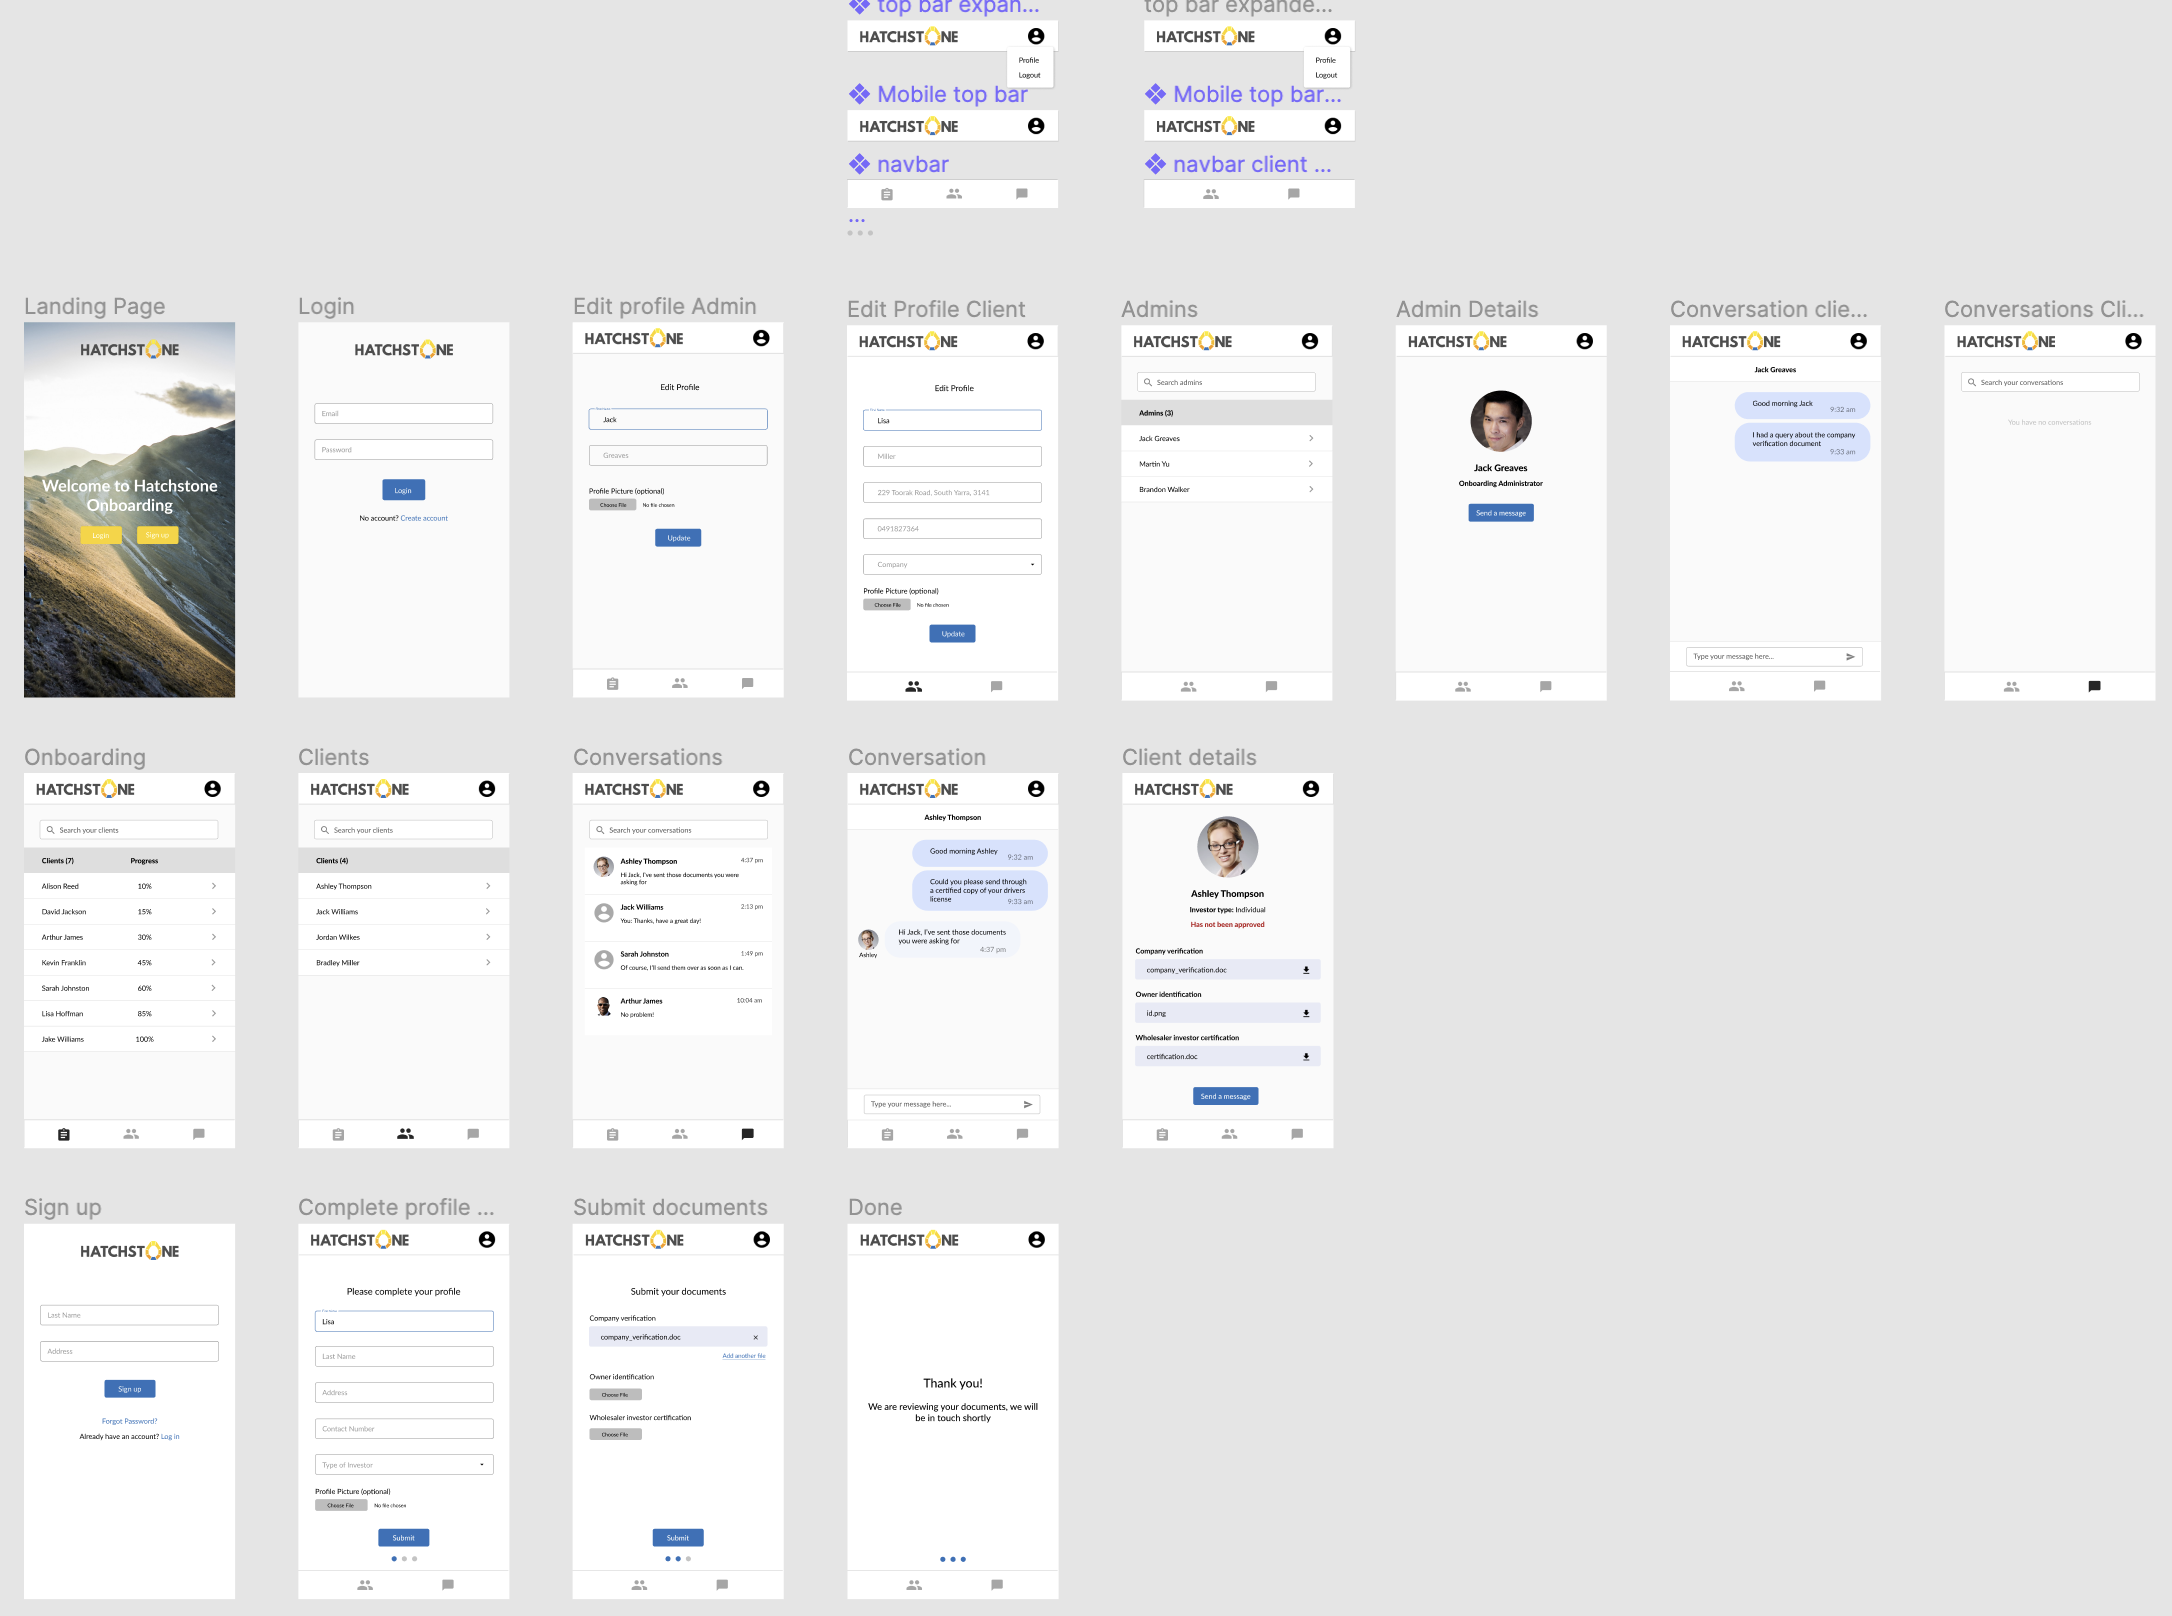 top bar expan...
top bar expande...
HATCHSTONE
Profile
Logout
HATCHSTONE
Profile
Logout
Mobile top bar
Mobile top bar...
HATCHSTONE
HATCHSTONE
navbar
navbar client ...
...
Landing Page
HATCHSTONE
Welcome to Hatchstone
Onboarding
Login
Sign up
Login
HATCHSTONE
Email
Password
Login
No account? Create account
Edit profile Admin
HATCHSTONE
Edit Profile
Jack
Greaves
Profile Picture (optional)
Choose File
No file chosen
Update
Edit Profile Client
HATCHSTONE
Edit Profile
Lisa
Miller
229 Toorak Road, South Yarra, 3141
0491827364
Company
Profile Picture (optional)
Choose File
No file chosen
Update
Admins
HATCHSTONE
Search admins
Admins (3)
Jack Greaves
Martin Yu
Brandon Walker
Admin Details
HATCHSTONE
Jack Greaves
Onboarding Administrator
Send a message
Conversation clie...
HATCHSTONE
Jack Greaves
Good morning Jack
9:32 am
I had a query about the company
verification document
9:33 am
Type your message here...
Conversations Cli...
HATCHSTONE
Search your conversations
You have no conversations
Onboarding
HATCHSTONE
Search your clients
Clients (7) Progress
Alison Reed 10%
David Jackson 15%
Arthur James 30%
Kevin Franklin 45%
Sarah Johnston 60%
Lisa Hoffman 85%
Jake Williams 100%
Clients
HATCHSTONE
Search your clients
Clients (4)
Ashley Thompson
Jack Williams
Jordan Wilkes
Bradley Miller
Conversations
HATCHSTONE
Search your conversations
Ashley Thompson 4:37 pm
Hi Jack, I've sent those documents you were
asking for
Jack Williams 2:13 pm
You: Thanks, have a great day!
Sarah Johnston 1:49 pm
Of course, I'll send them over as soon as I can.
Arthur James 10:04 am
No problem!
Conversation
HATCHSTONE
Ashley Thompson
Good morning Ashley
9:32 am
Could you please send through
a certified copy of your drivers
license
9:33 am
Hi Jack, I've sent those documents
you were asking for
4:37 pm
Ashley
Type your message here...
Client details
HATCHSTONE
Ashley Thompson
Investor type: Individual
Has not been approved
Company verification
company_verification.doc
Owner identification
id.png
Wholesaler investor certification
certification.doc
Send a message
Sign up
HATCHSTONE
Last Name
Address
Sign up
Forgot Password?
Already have an account? Log in
Complete profile ...
HATCHSTONE
Please complete your profile
Lisa
Last Name
Address
Contact Number
Type of Investor
Profile Picture (optional)
Choose File
No file chosen
Submit
Submit documents
HATCHSTONE
Submit your documents
Company verification
company_verification.doc
Add another file
Owner identification
Choose File
Wholesaler investor certification
Choose File
Submit
Done
HATCHSTONE
Thank you!
We are reviewing your documents, we will
be in touch shortly